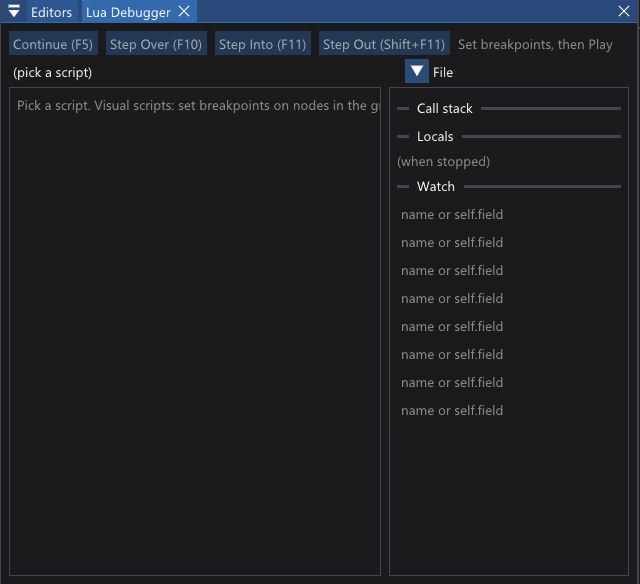 Editors Lua Debugger
Continue (F5) Step Over (F10) Step Into (F11) Step Out (Shift+F11) Set breakpoints, then Play
(pick a script) File
Pick a script. Visual scripts: set breakpoints on nodes in the
Call stack
Locals
(when stopped)
Watch
name or self.field
name or self.field
name or self.field
name or self.field
name or self.field
name or self.field
name or self.field
name or self.field